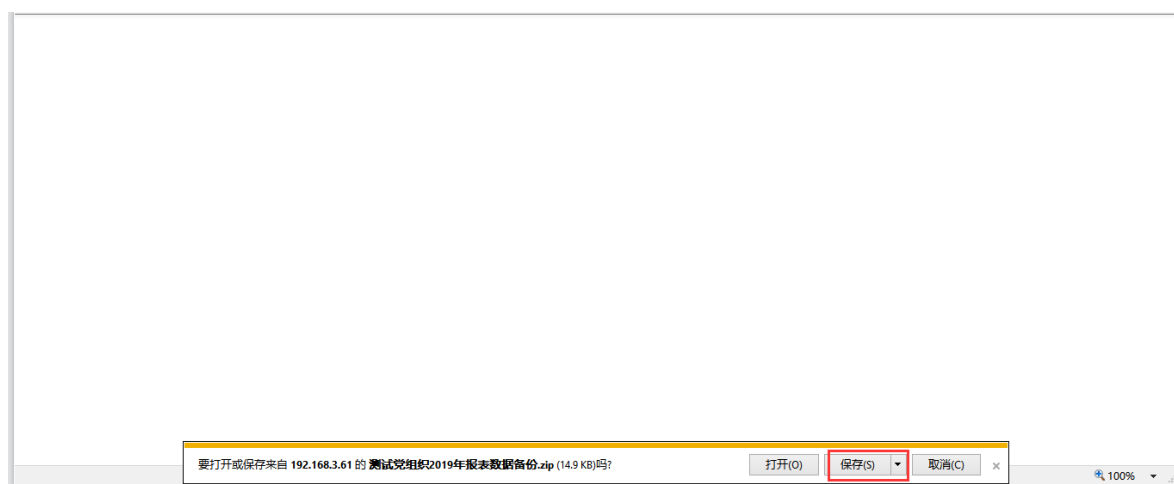 要打开或保存来自 192.168.3.61 的 测试党组织2019年报表数据备份.zip (14.9 KB)吗? 打开(O) 保存(S) 取消(C) ×
100%